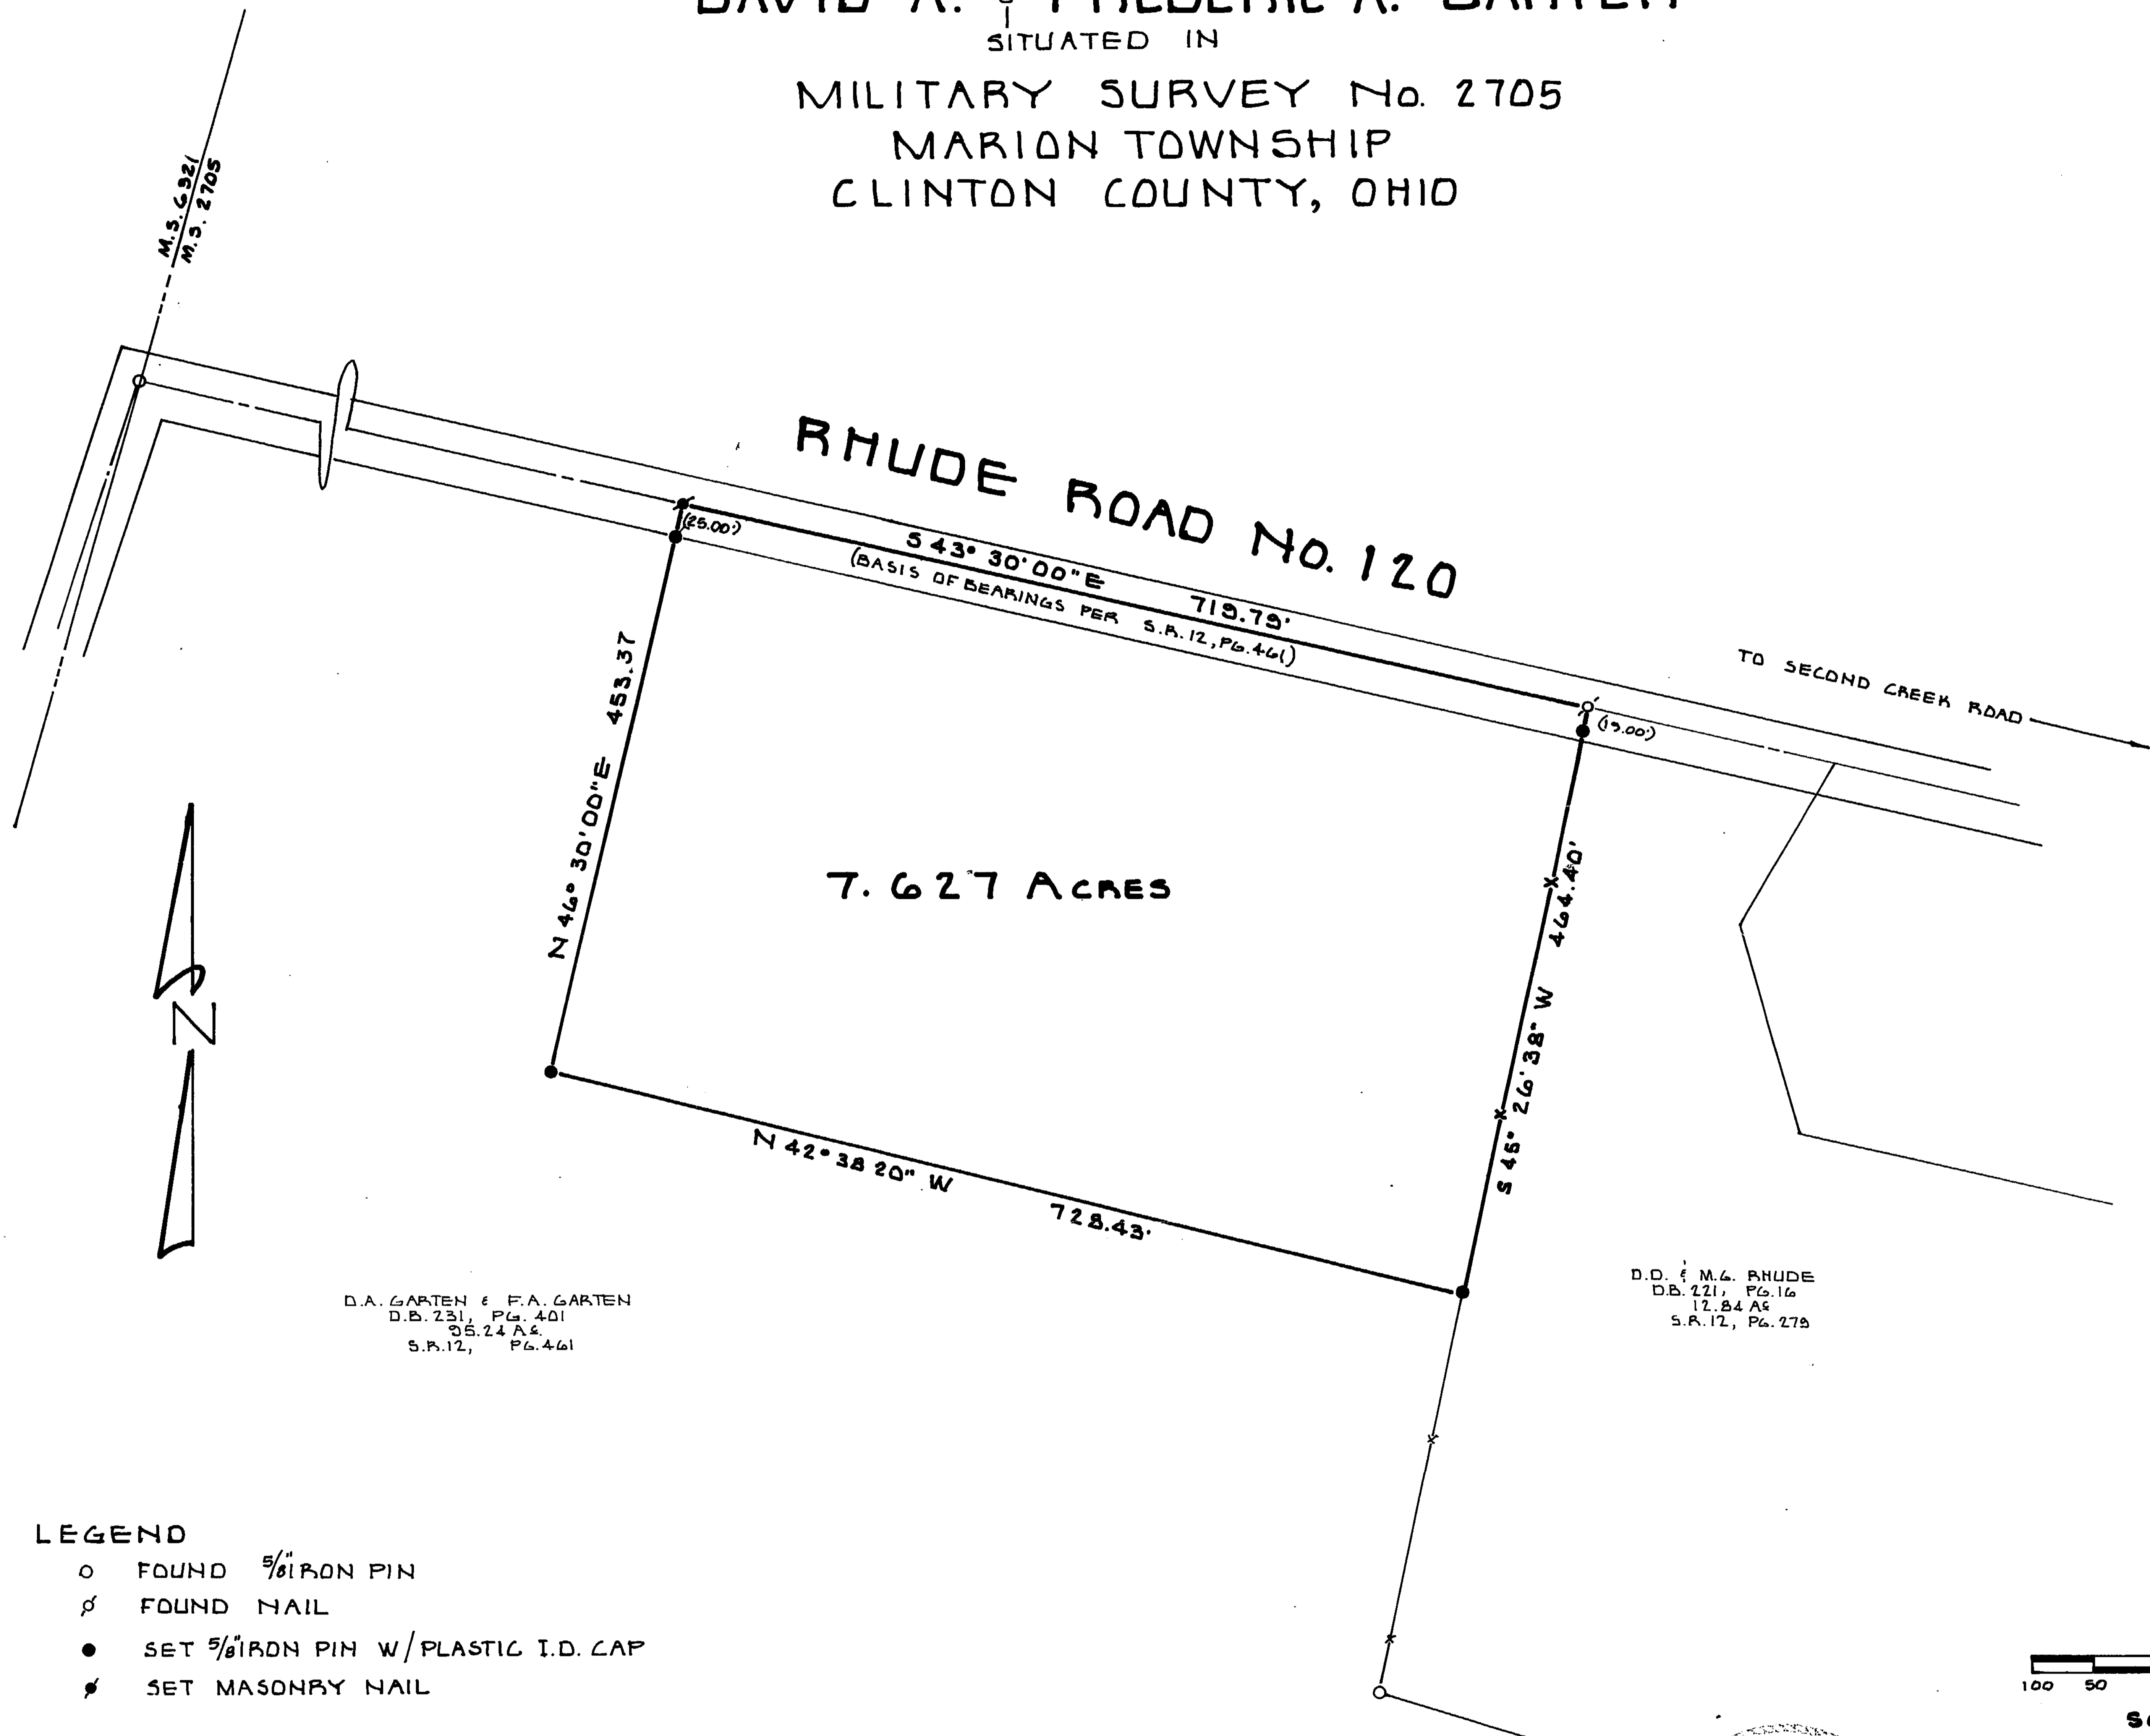 SITUATED IN
MILITARY SURVEY No. 2705
MARION TOWNSHIP
CLINTON COUNTY, OHIO
M.S. 6921
M.S. 2705
RHUDE ROAD No. 120
(25.00')
S 43° 30' 00" E 719.79'
(BASIS OF BEARINGS PER S.R. 12, PG. 461)
TO SECOND CREEK ROAD
(19.00')
N 46° 30' 00" E 453.37
7.627 ACRES
S 45° 26' 38" W 464.40'
N 42° 38 20" W 728.43'
D.A. GARTEN & F.A. GARTEN
D.B. 231, PG. 401
95.24 AC.
S.R. 12, PG. 461
D.D. & M.G. RHUDE
D.B. 221, PG. 16
12.84 AC
S.R. 12, PG. 279
N
LEGEND
FOUND 5/8" IRON PIN
FOUND NAIL
SET 5/8" IRON PIN W/ PLASTIC I.D. CAP
SET MASONRY NAIL
100 50